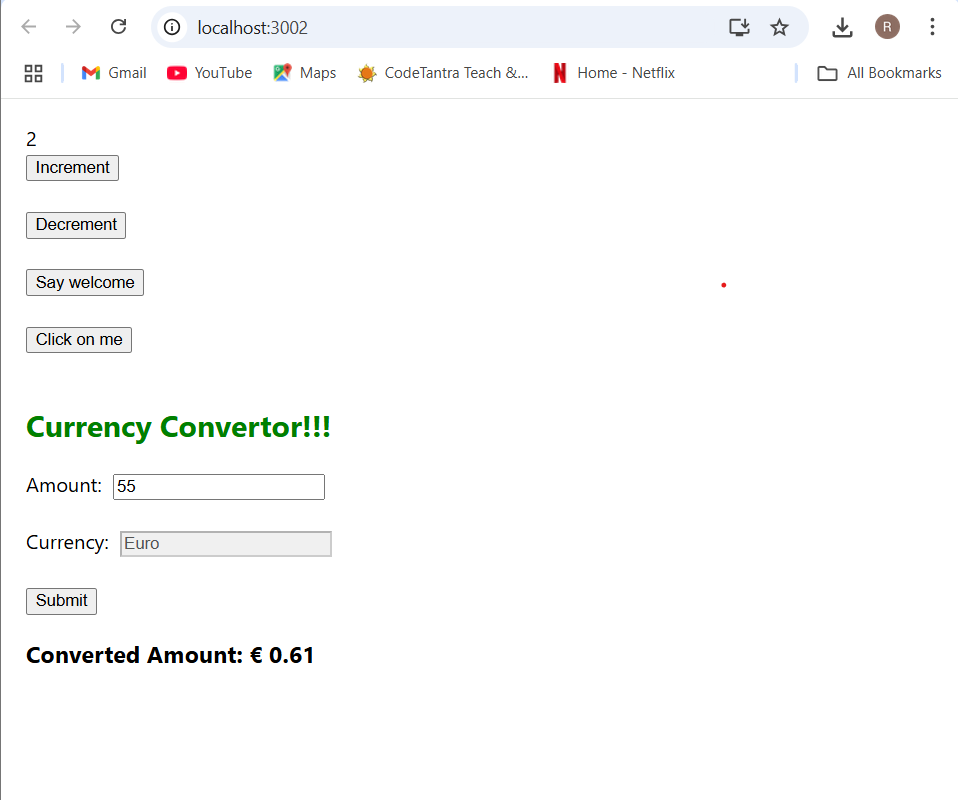 localhost:3002
R
Gmail YouTube Maps CodeTantra Teach &... Home - Netflix All Bookmarks
2
Increment
Decrement
Say welcome
Click on me
Currency Convertor!!!
Amount: 55
Currency: Euro
Submit
Converted Amount: € 0.61